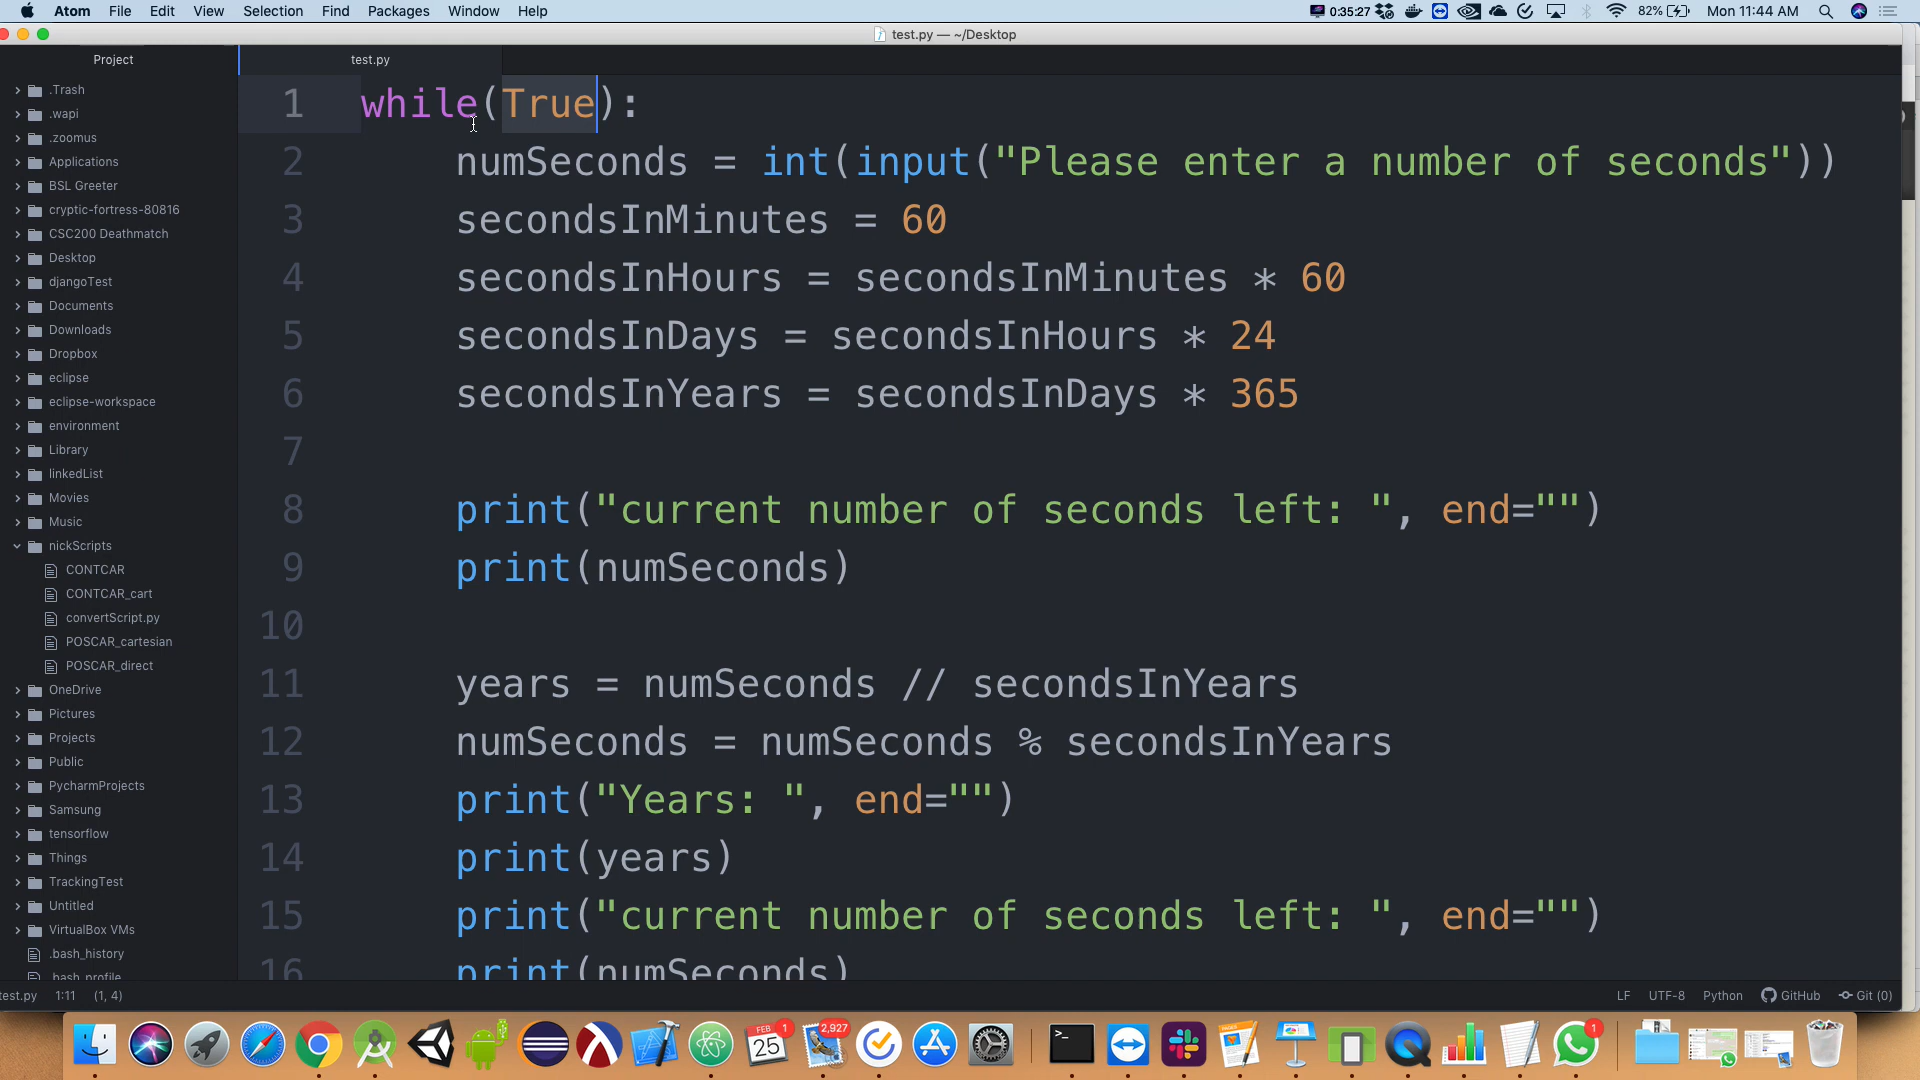 Atom File Edit View Selection Find Packages Window Help 0:35:27 82% Mon 11:44 AM
test.py — ~/Desktop
Project
test.py
.Trash
.wapi
.zoomus
Applications
BSL Greeter
cryptic-fortress-80816
CSC200 Deathmatch
Desktop
djangoTest
Documents
Downloads
Dropbox
eclipse
eclipse-workspace
environment
Library
linkedList
Movies
Music
nickScripts
CONTCAR
CONTCAR_cart
convertScript.py
POSCAR_cartesian
POSCAR_direct
OneDrive
Pictures
Projects
Public
PycharmProjects
Samsung
tensorflow
Things
TrackingTest
Untitled
VirtualBox VMs
.bash_history
.bash_profile
1 while(True):
2 numSeconds = int(input("Please enter a number of seconds"))
3 secondsInMinutes = 60
4 secondsInHours = secondsInMinutes * 60
5 secondsInDays = secondsInHours * 24
6 secondsInYears = secondsInDays * 365
7
8 print("current number of seconds left: ", end="")
9 print(numSeconds)
10
11 years = numSeconds // secondsInYears
12 numSeconds = numSeconds % secondsInYears
13 print("Years: ", end="")
14 print(years)
15 print("current number of seconds left: ", end="")
16 print(numSeconds)
test.py 1:11 (1, 4) LF UTF-8 Python GitHub Git (0)
FEB 25 1 2,927 1